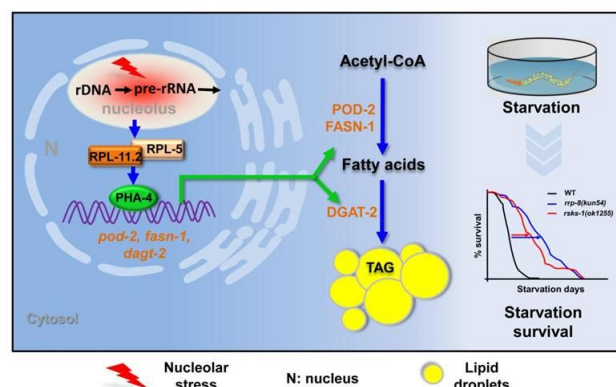 rDNA → pre-rRNA
nucleolus
N
RPL-5
RPL-11.2
PHA-4
pod-2, fasn-1,
dagt-2
Cytosol
Acetyl-CoA
POD-2
FASN-1
Fatty acids
DGAT-2
TAG
Starvation
WT
rrp-8(kun54)
rsks-1(ok1255)
% survival
Starvation days
Starvation
survival
Nucleolar
stress
N: nucleus
Lipid
droplets